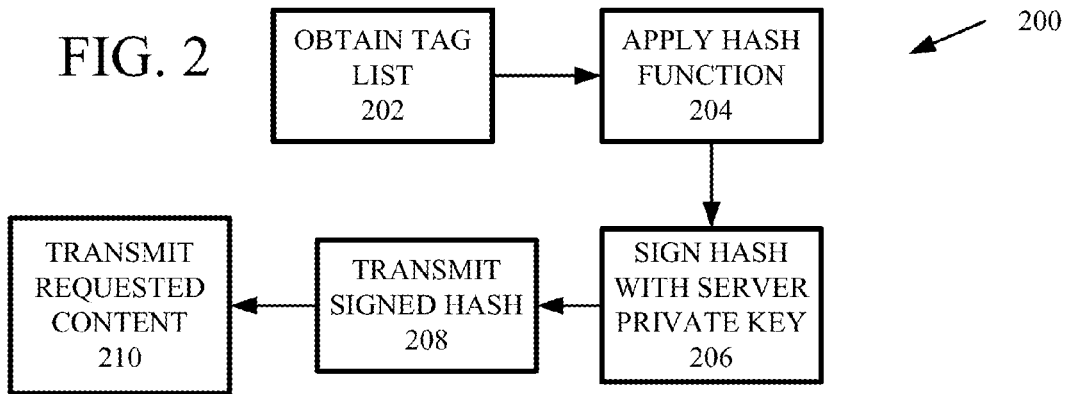 FIG. 2
OBTAIN TAG
LIST
202
APPLY HASH
FUNCTION
204
200
TRANSMIT
REQUESTED
CONTENT
210
TRANSMIT
SIGNED HASH
208
SIGN HASH
WITH SERVER
PRIVATE KEY
206